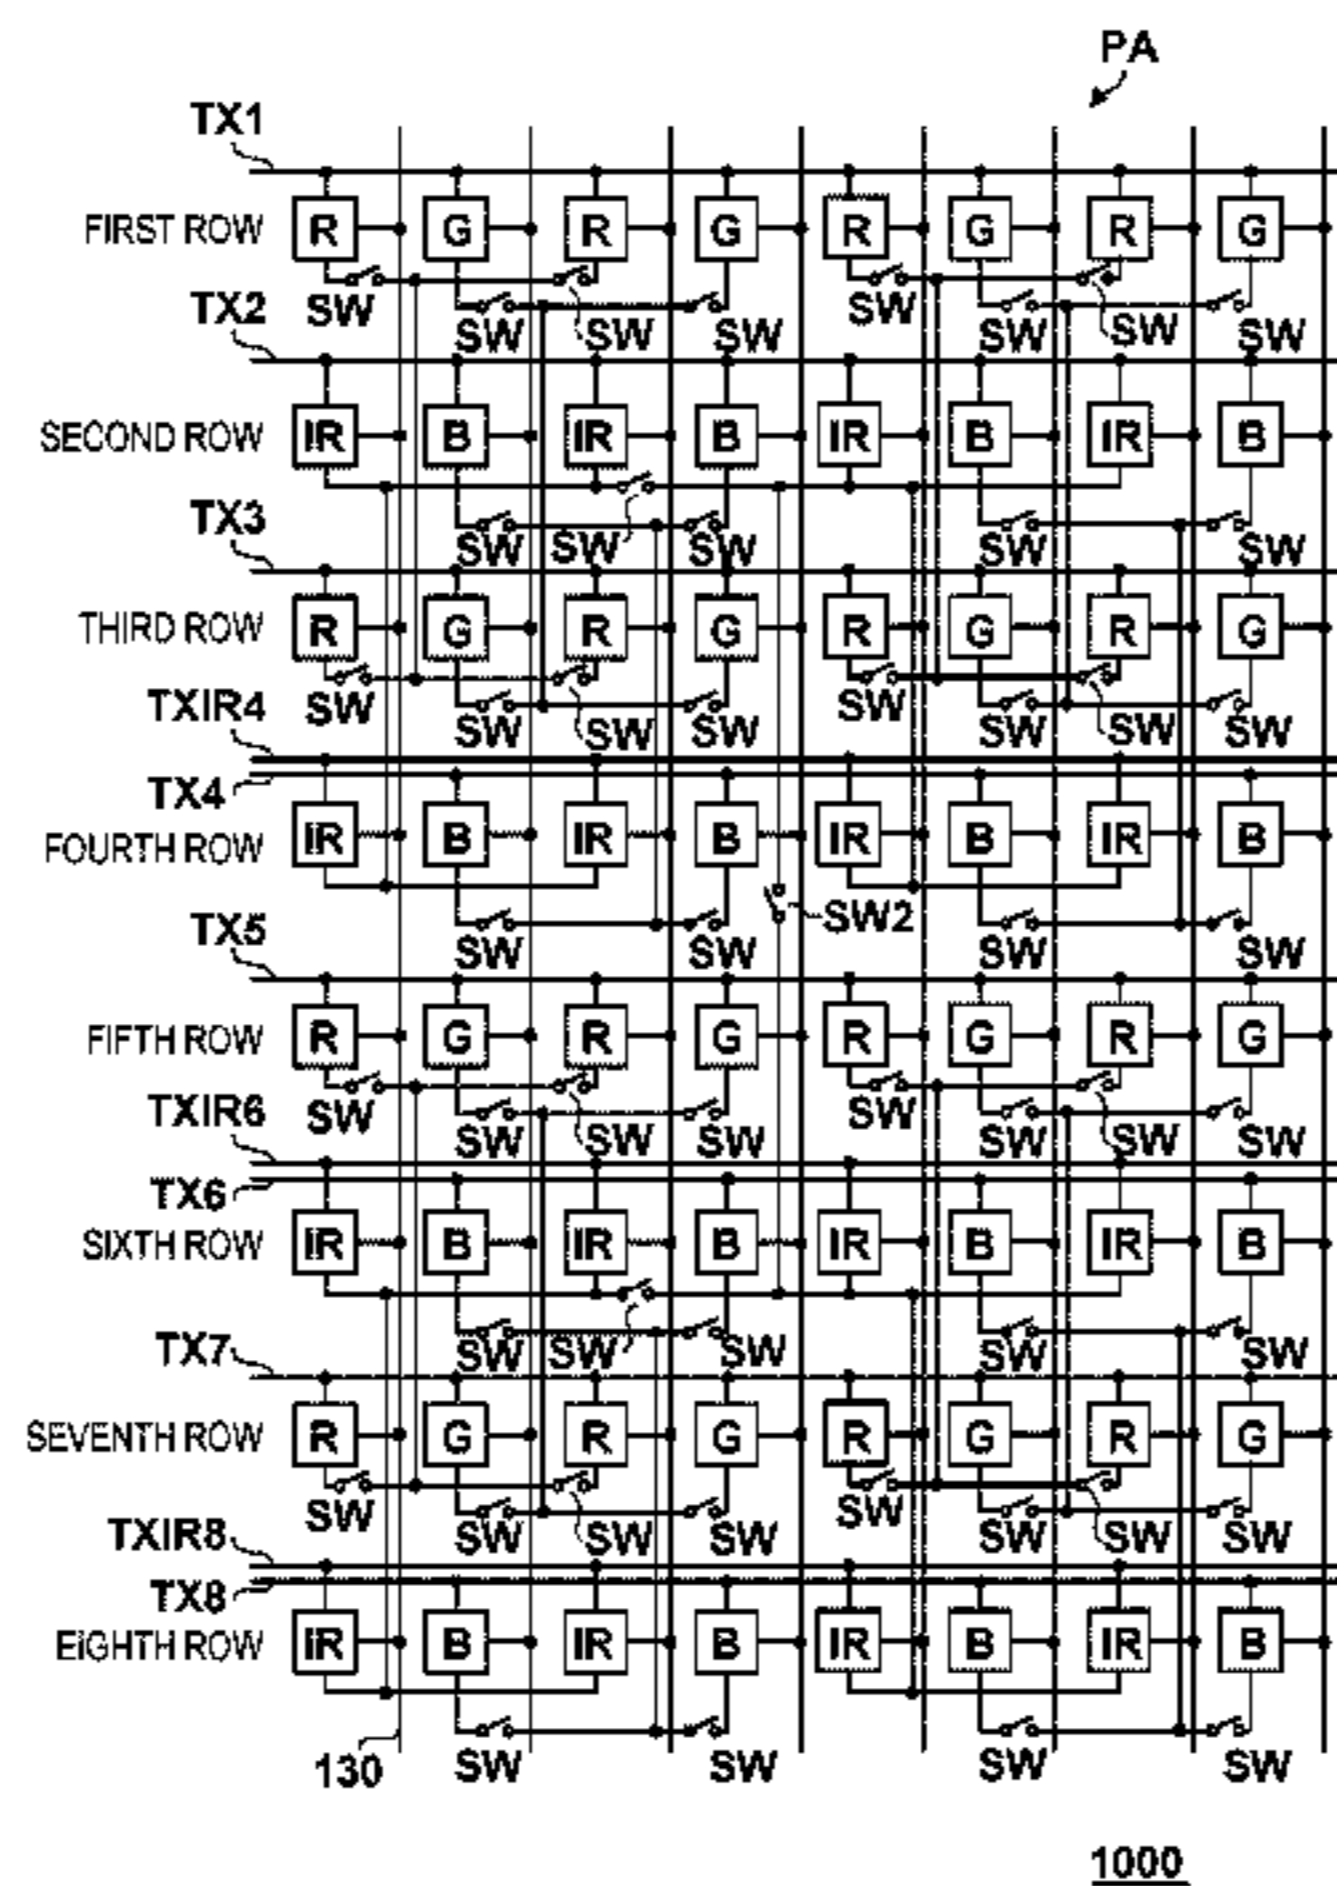 PA
TX1
FIRST ROW R G R G R G R G
SW SW SW SW SW SW SW SW
TX2
SECOND ROW IR B IR B IR B IR B
SW SW SW SW SW
TX3
THIRD ROW R G R G R G R G
SW SW SW SW SW SW SW SW
TXIR4
TX4
FOURTH ROW IR B IR B IR B IR B
SW2
SW SW SW SW
TX5
FIFTH ROW R G R G R G R G
SW SW SW SW SW SW SW SW
TXIR6
TX6
SIXTH ROW IR B IR B IR B IR B
SW SW SW SW SW
TX7
SEVENTH ROW R G R G R G R G
SW SW SW SW SW SW SW SW
TXIR8
TX8
EIGHTH ROW IR B IR B IR B IR B
130 SW SW SW SW
1000